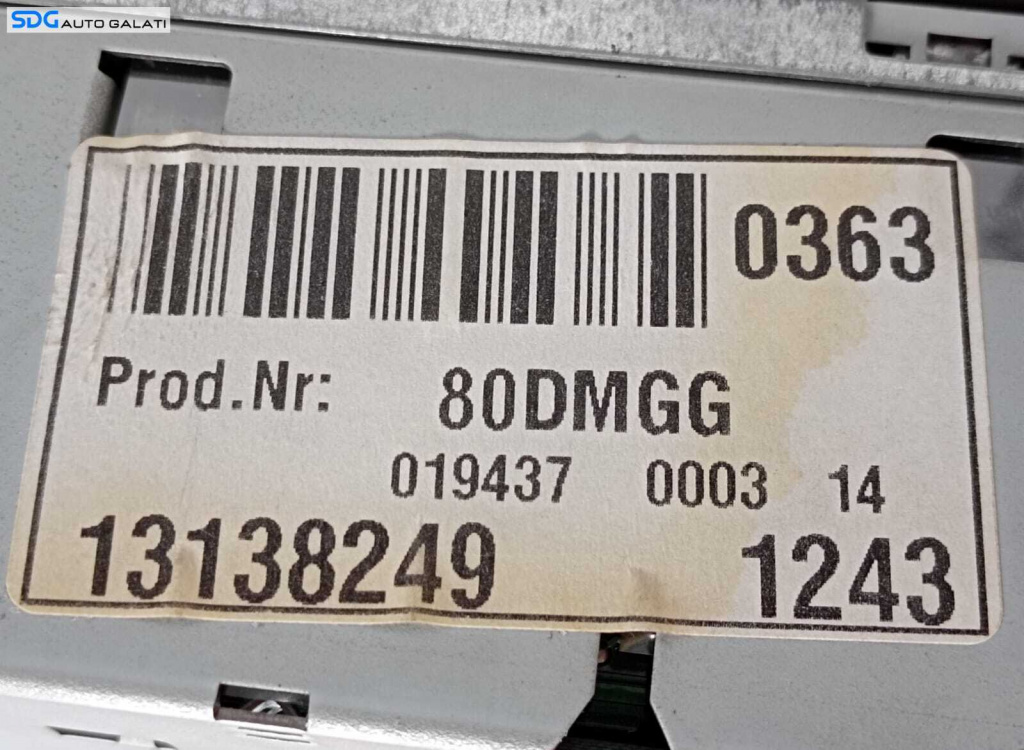 SDG AUTO GALATI
0363
Prod.Nr: 80DMGG
019437 0003 14
13138249 1243